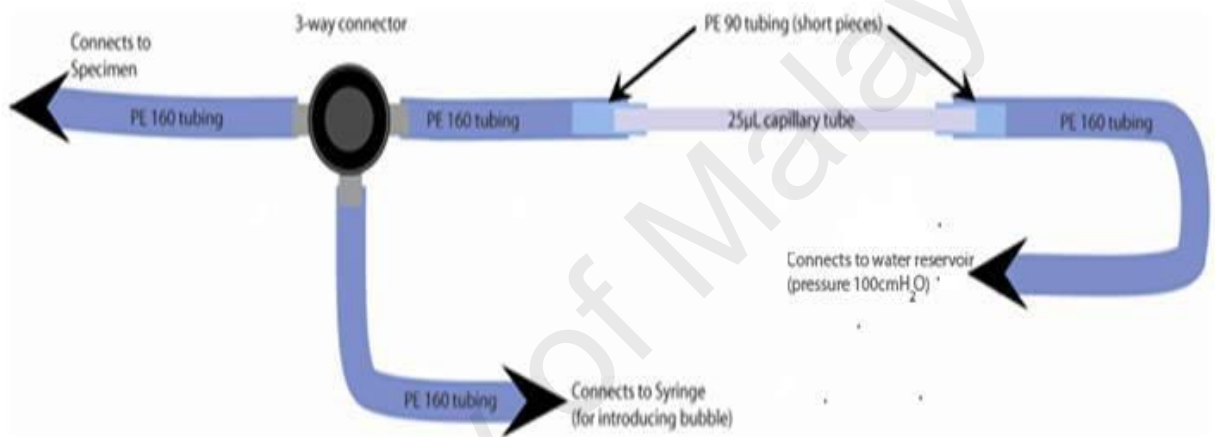 3-way connector
PE 90 tubing (short pieces)
Connects to
Specimen
PE 160 tubing
PE 160 tubing
25µL capillary tube
PE 160 tubing
Connects to water reservoir
(pressure 100cmH₂O)
PE 160 tubing
Connects to Syringe
(for introducing bubble)
of Malay